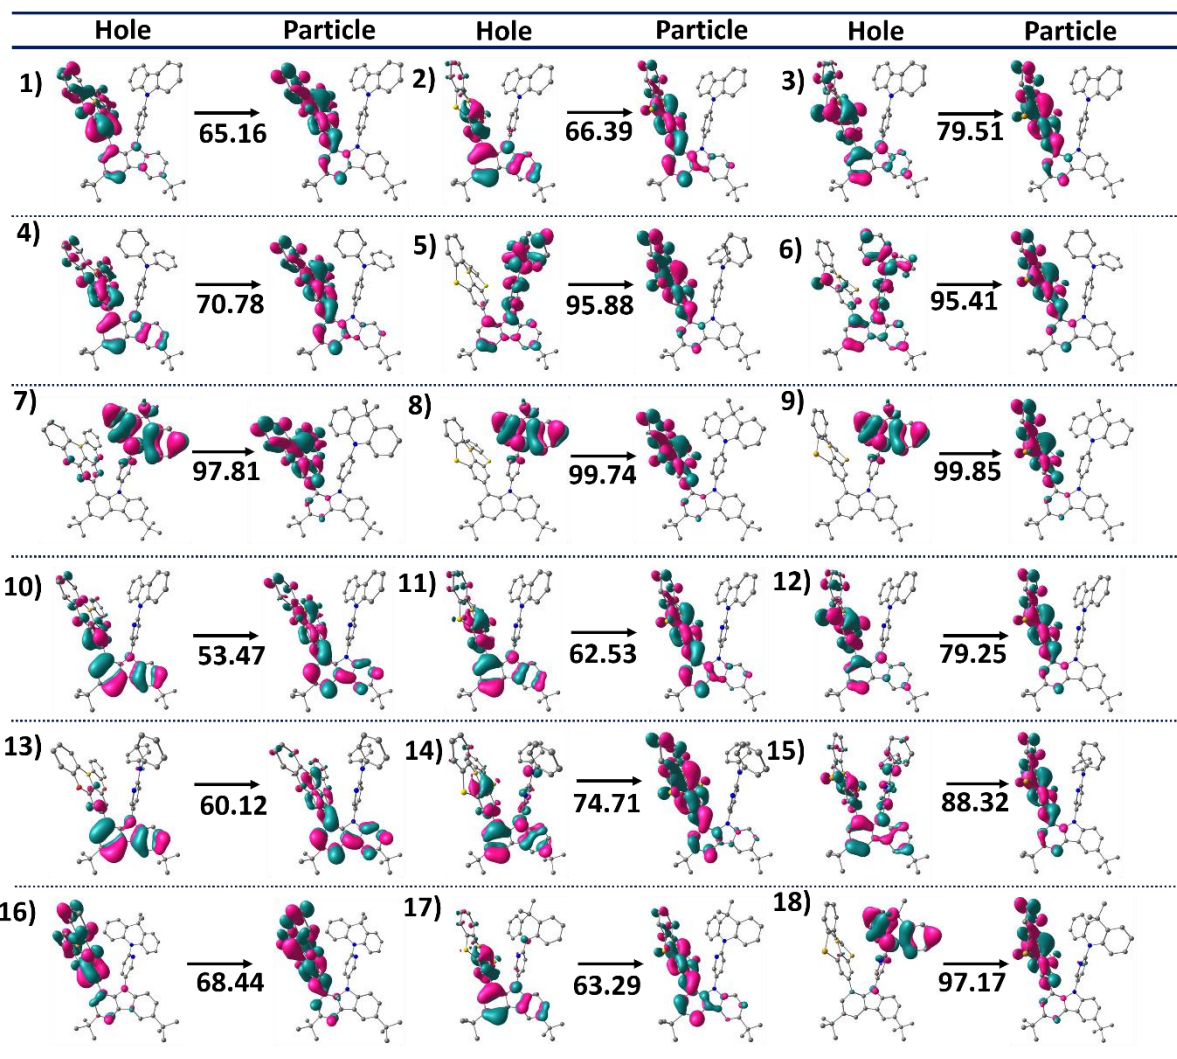 Hole Particle Hole Particle Hole Particle
1) 65.16 2) 66.39 3) 79.51
4) 70.78 5) 95.88 6) 95.41
7) 97.81 8) 99.74 9) 99.85
10) 53.47 11) 62.53 12) 79.25
13) 60.12 14) 74.71 15) 88.32
16) 68.44 17) 63.29 18) 97.17